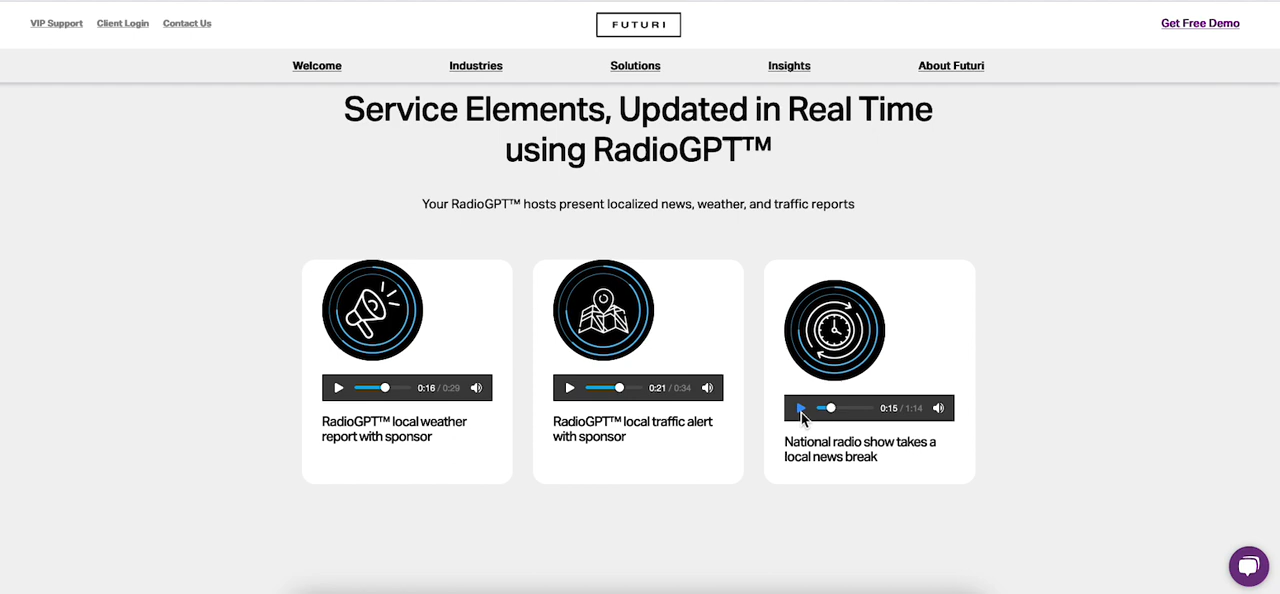 VIP Support Client Login Contact Us FUTURI Get Free Demo
Welcome Industries Solutions Insights About Futuri
Service Elements, Updated in Real Time
using RadioGPT™
Your RadioGPT™ hosts present localized news, weather, and traffic reports
0:16 / 0:29
RadioGPT™ local weather
report with sponsor
0:21 / 0:34
RadioGPT™ local traffic alert
with sponsor
0:15 / 1:14
National radio show takes a
local news break